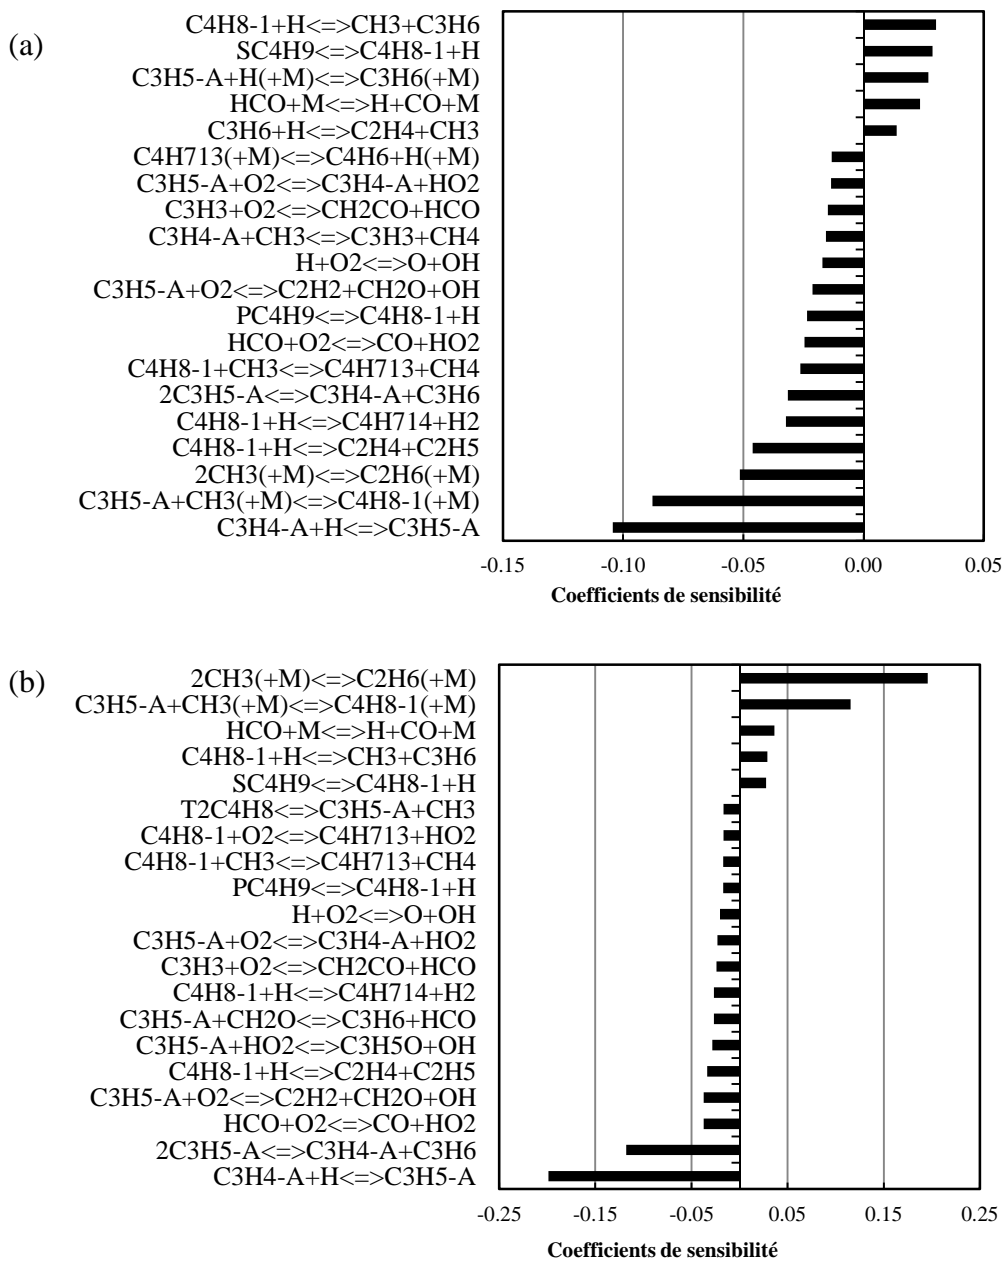 (a)
C4H8-1+H<=>CH3+C3H6
SC4H9<=>C4H8-1+H
C3H5-A+H(+M)<=>C3H6(+M)
HCO+M<=>H+CO+M
C3H6+H<=>C2H4+CH3
C4H713(+M)<=>C4H6+H(+M)
C3H5-A+O2<=>C3H4-A+HO2
C3H3+O2<=>CH2CO+HCO
C3H4-A+CH3<=>C3H3+CH4
H+O2<=>O+OH
C3H5-A+O2<=>C2H2+CH2O+OH
PC4H9<=>C4H8-1+H
HCO+O2<=>CO+HO2
C4H8-1+CH3<=>C4H713+CH4
2C3H5-A<=>C3H4-A+C3H6
C4H8-1+H<=>C4H714+H2
C4H8-1+H<=>C2H4+C2H5
2CH3(+M)<=>C2H6(+M)
C3H5-A+CH3(+M)<=>C4H8-1(+M)
C3H4-A+H<=>C3H5-A
-0.15 -0.10 -0.05 0.00 0.05
Coefficients de sensibilité
(b)
2CH3(+M)<=>C2H6(+M)
C3H5-A+CH3(+M)<=>C4H8-1(+M)
HCO+M<=>H+CO+M
C4H8-1+H<=>CH3+C3H6
SC4H9<=>C4H8-1+H
T2C4H8<=>C3H5-A+CH3
C4H8-1+O2<=>C4H713+HO2
C4H8-1+CH3<=>C4H713+CH4
PC4H9<=>C4H8-1+H
H+O2<=>O+OH
C3H5-A+O2<=>C3H4-A+HO2
C3H3+O2<=>CH2CO+HCO
C4H8-1+H<=>C4H714+H2
C3H5-A+CH2O<=>C3H6+HCO
C3H5-A+HO2<=>C3H5O+OH
C4H8-1+H<=>C2H4+C2H5
C3H5-A+O2<=>C2H2+CH2O+OH
HCO+O2<=>CO+HO2
2C3H5-A<=>C3H4-A+C3H6
C3H4-A+H<=>C3H5-A
-0.25 -0.15 -0.05 0.05 0.15 0.25
Coefficients de sensibilité